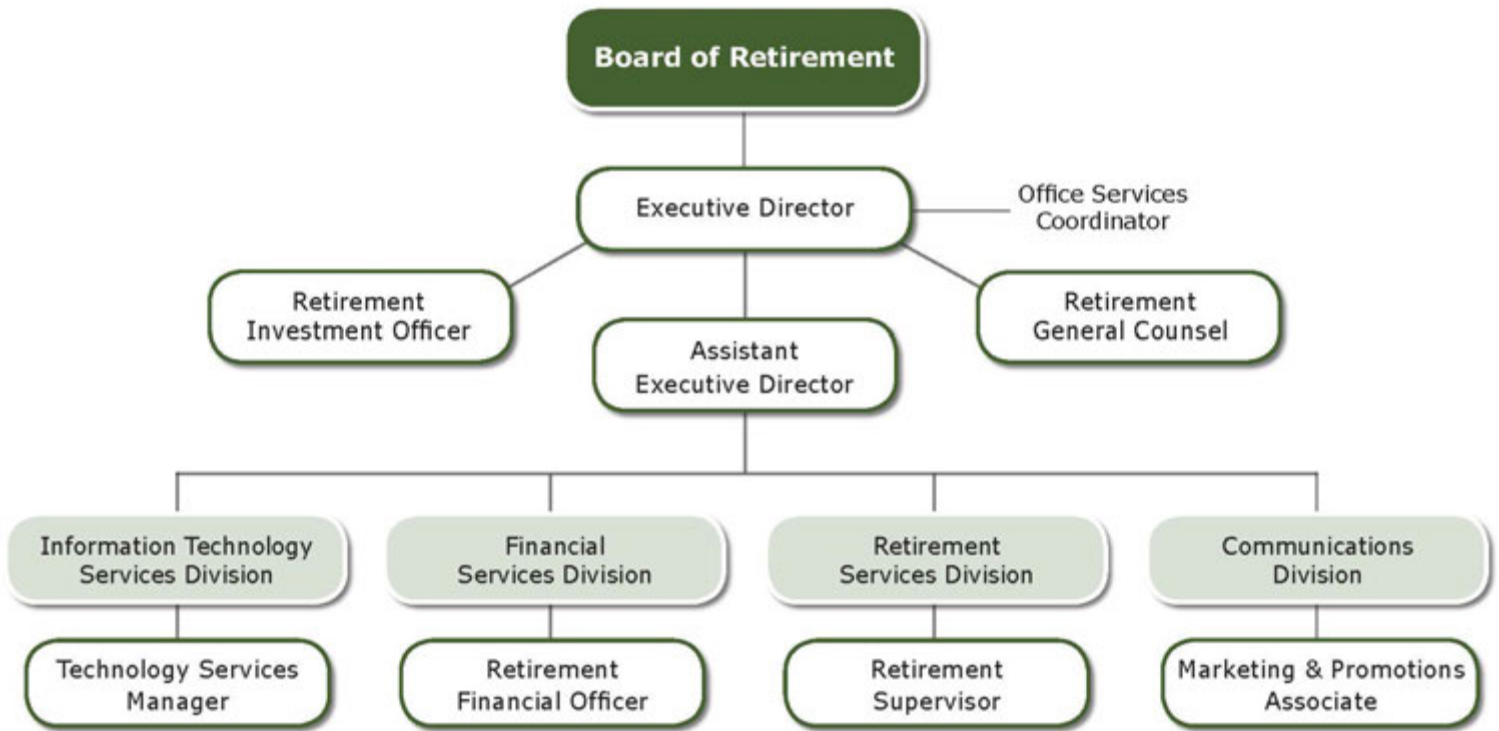 Board of Retirement
Executive Director
Office Services
Coordinator
Retirement
Investment Officer
Retirement
General Counsel
Assistant
Executive Director
Information Technology
Services Division
Financial
Services Division
Retirement
Services Division
Communications
Division
Technology Services
Manager
Retirement
Financial Officer
Retirement
Supervisor
Marketing & Promotions
Associate